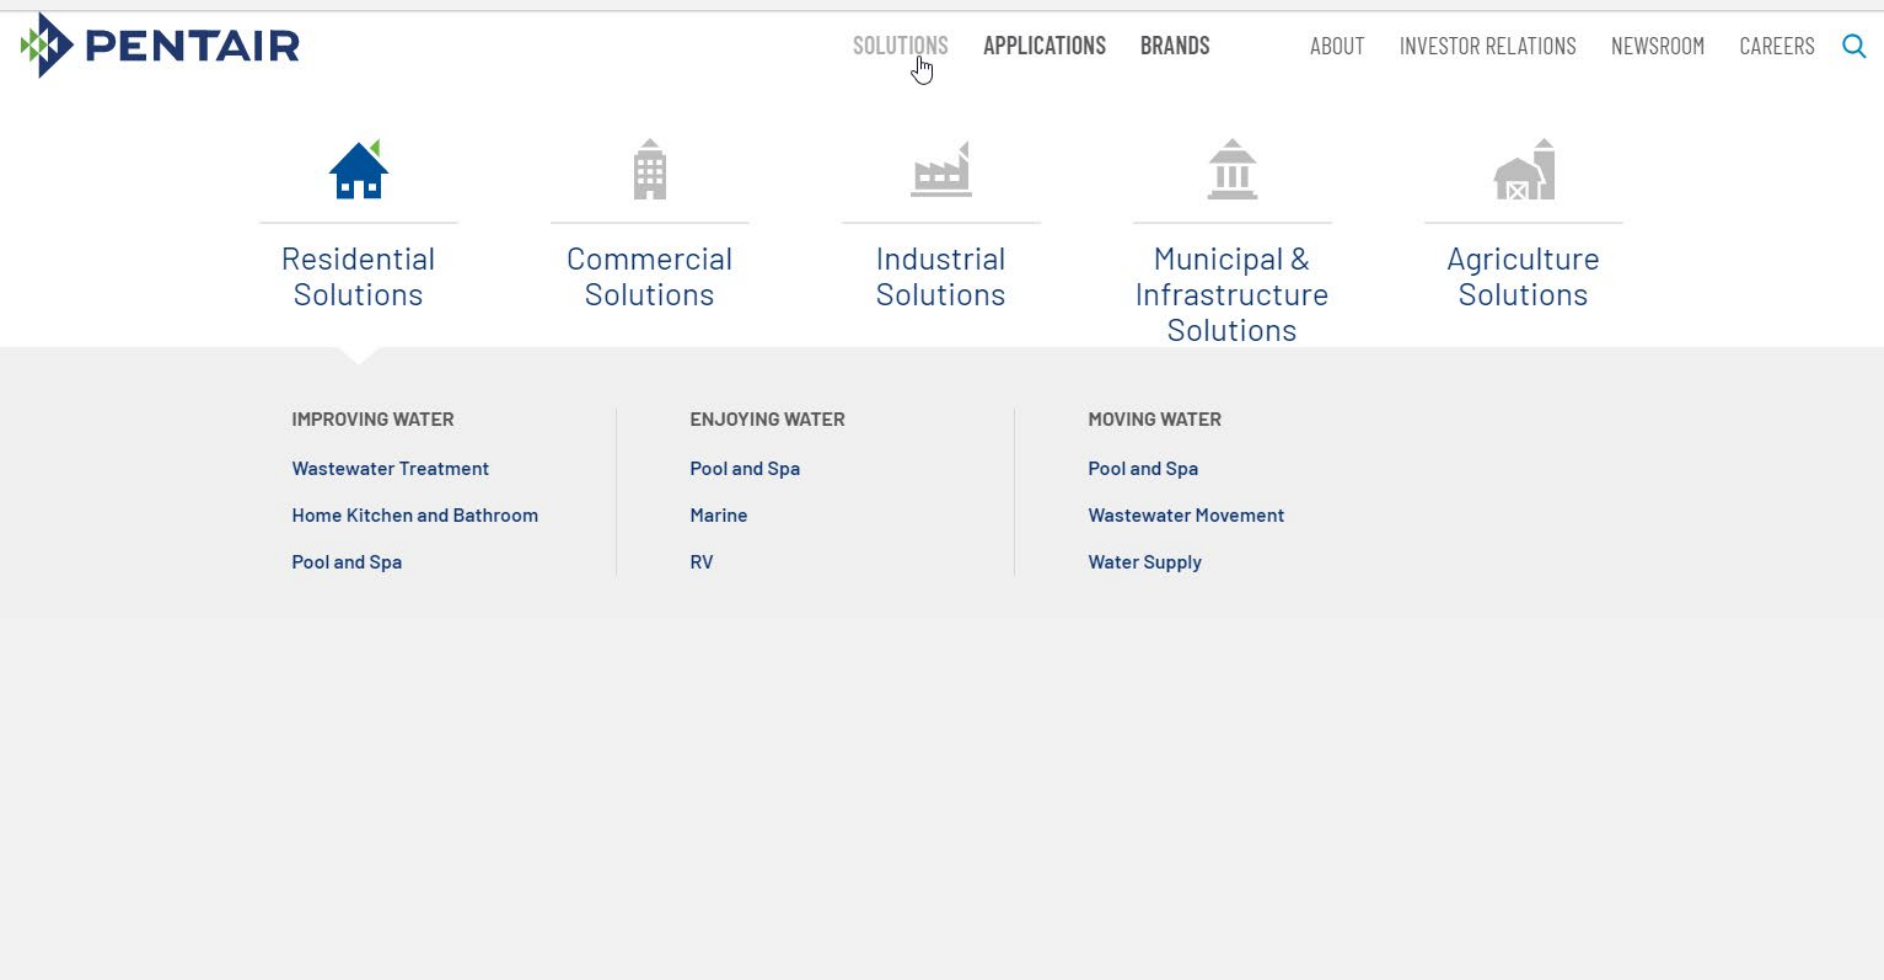 PENTAIR
SOLUTIONS
APPLICATIONS
BRANDS
ABOUT
INVESTOR RELATIONS
NEWSROOM
CAREERS
Residential
Solutions
Commercial
Solutions
Industrial
Solutions
Municipal &
Infrastructure
Solutions
Agriculture
Solutions
IMPROVING WATER
Wastewater Treatment
Home Kitchen and Bathroom
Pool and Spa
ENJOYING WATER
Pool and Spa
Marine
RV
MOVING WATER
Pool and Spa
Wastewater Movement
Water Supply